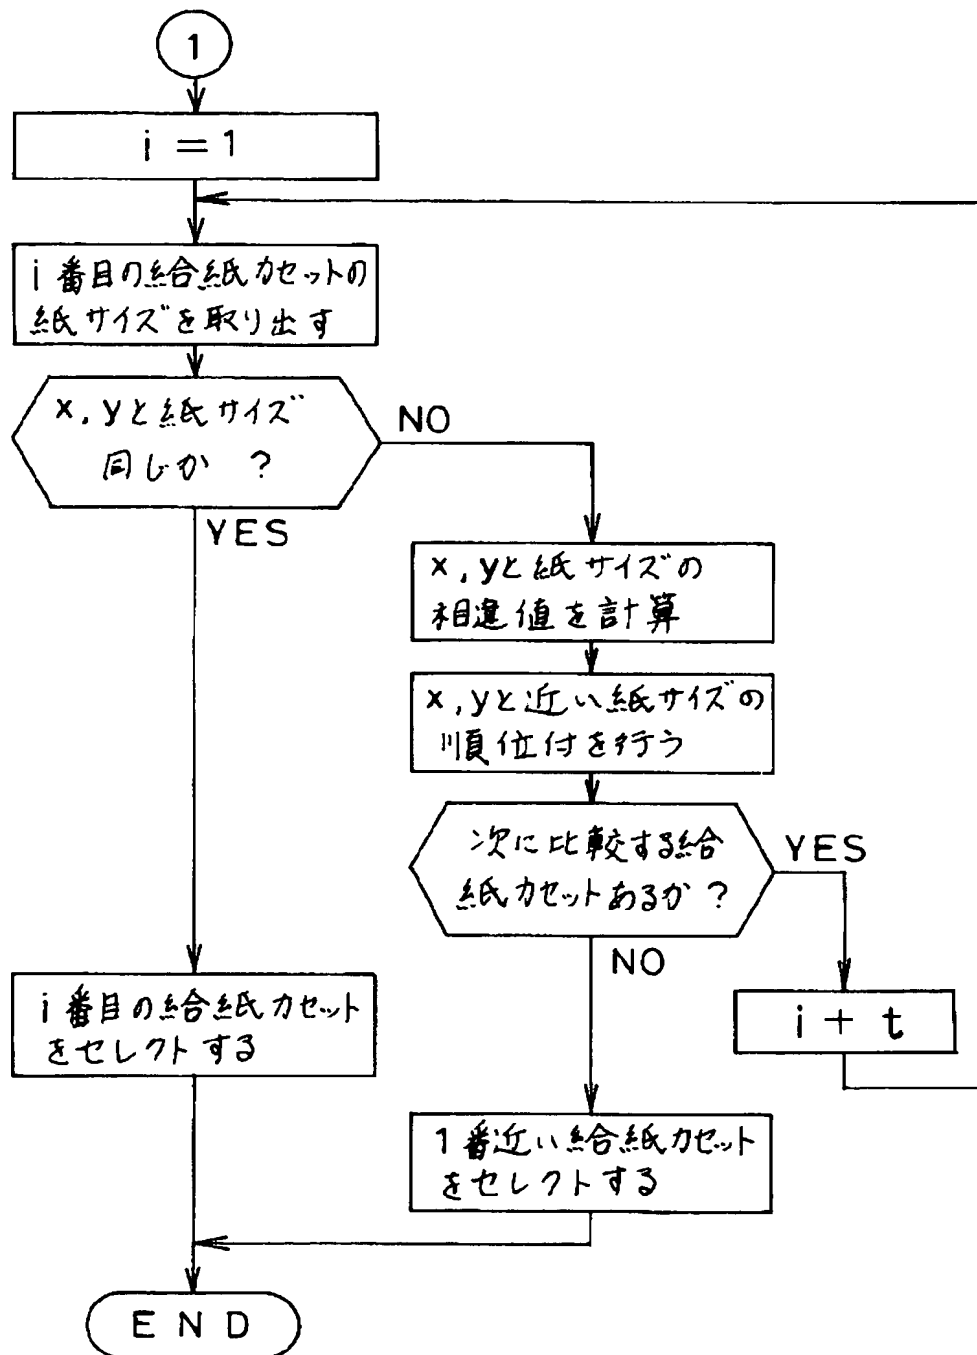 1
i = 1
i番目の給紙カセットの
紙サイズを取り出す
x,yと紙サイズ
同じか ?
NO
YES
x,yと紙サイズの
相違値を計算
x,yと近い紙サイズの
順位付を行う
次に比較する給
紙カセットあるか?
YES
NO
i番目の給紙カセット
をセレクトする
i + t
1番近い給紙カセット
をセレクトする
END